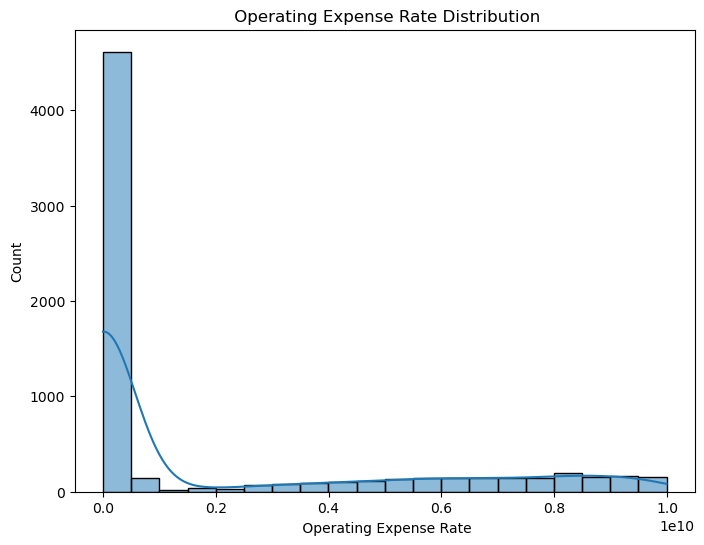 Operating Expense Rate Distribution
4000
3000
2000
1000
0
Count
0.0 0.2 0.4 0.6 0.8 1.0
1e10
Operating Expense Rate